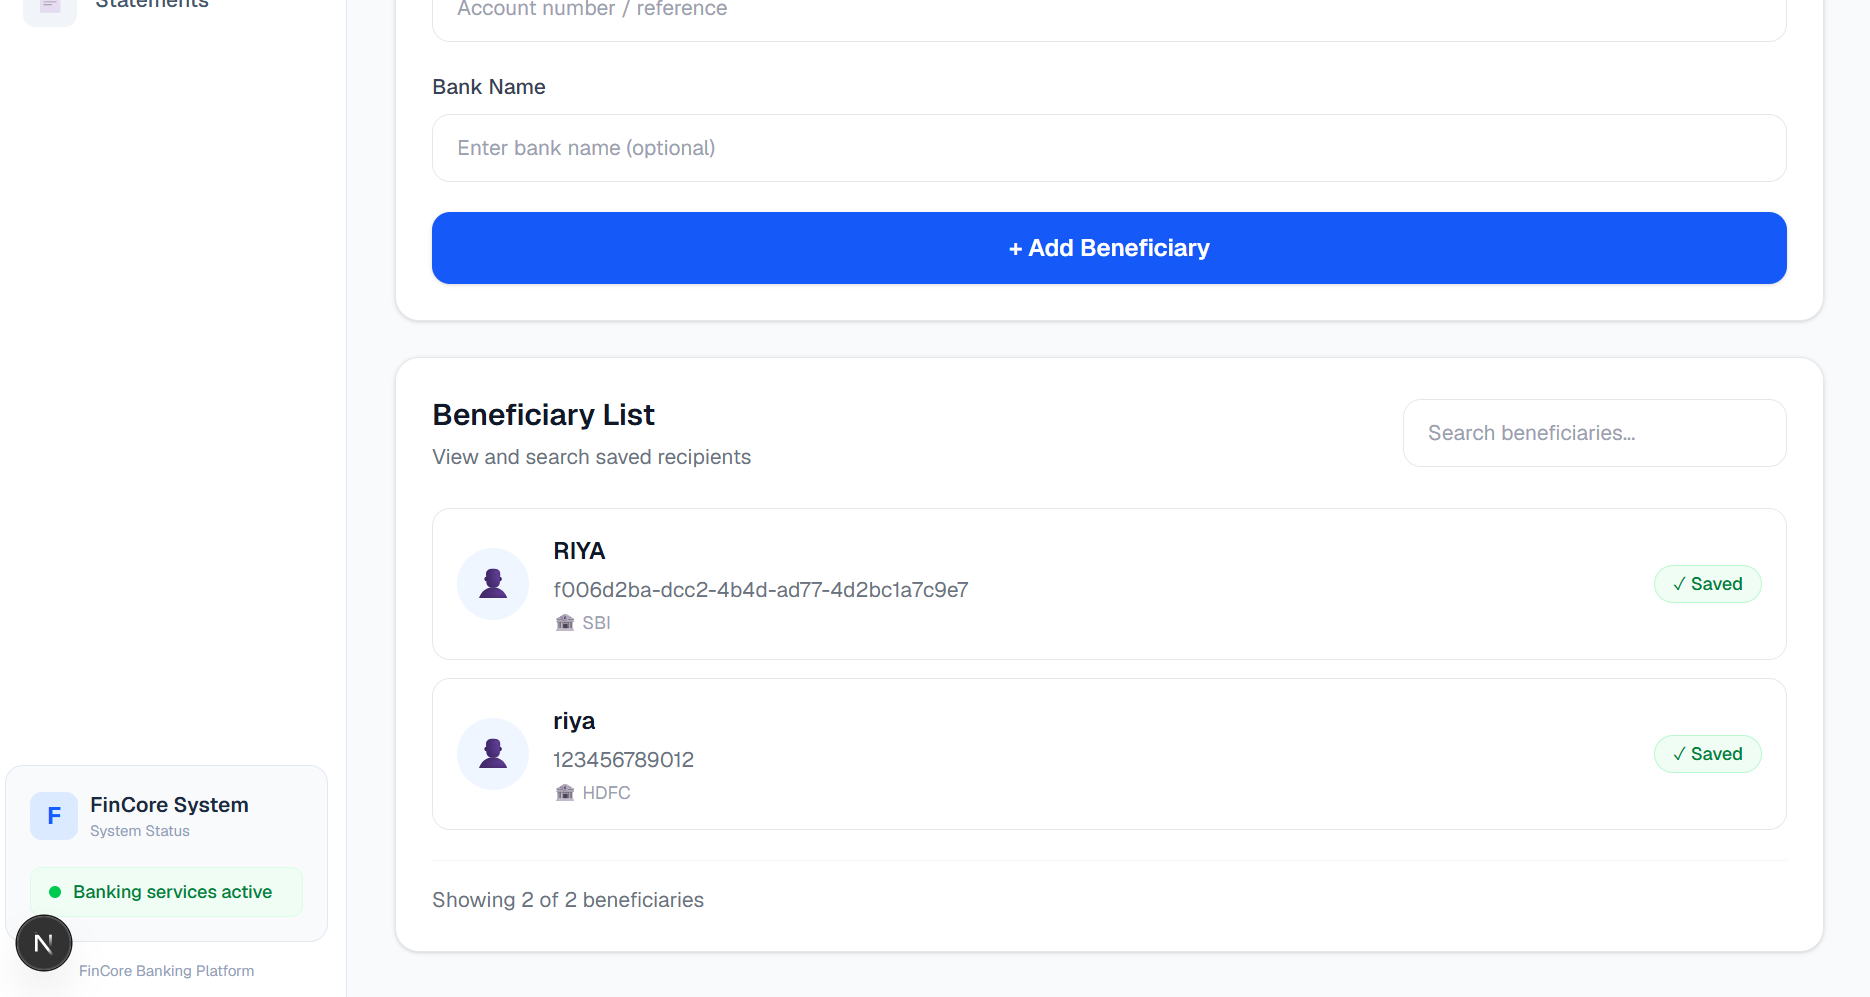 Statements
Account number / reference
Bank Name
Enter bank name (optional)
+ Add Beneficiary
Beneficiary List
View and search saved recipients
Search beneficiaries...
RIYA
f006d2ba-dcc2-4b4d-ad77-4d2bc1a7c9e7
SBI
✓ Saved
riya
123456789012
HDFC
✓ Saved
Showing 2 of 2 beneficiaries
F
FinCore System
System Status
Banking services active
N
FinCore Banking Platform